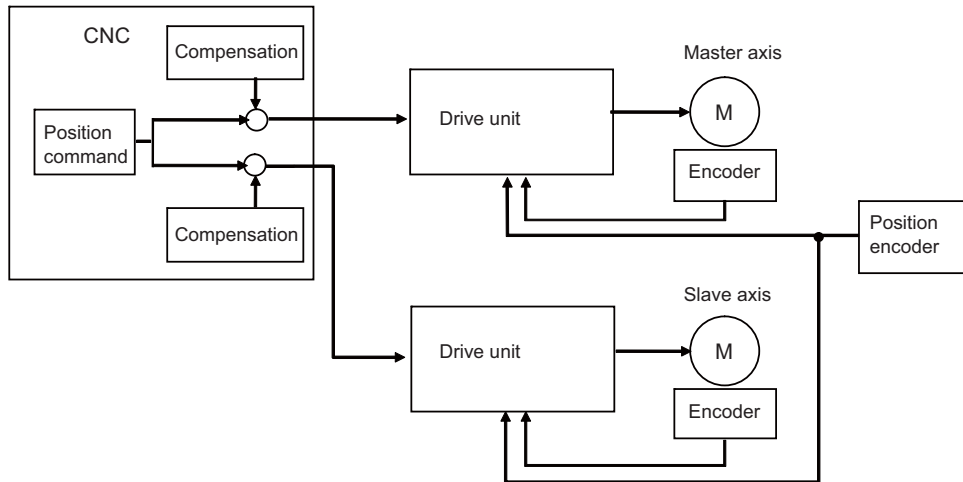 CNC
Compensation
Position
command
Compensation
Drive unit
Master axis
M
Encoder
Position
encoder
Drive unit
Slave axis
M
Encoder